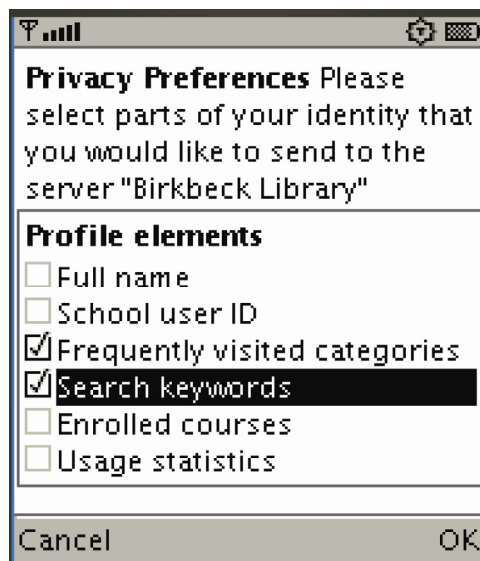 Privacy Preferences Please
select parts of your identity that
you would like to send to the
server "Birkbeck Library"
Profile elements
Full name
School user ID
Frequently visited categories
Search keywords
Enrolled courses
Usage statistics
Cancel OK